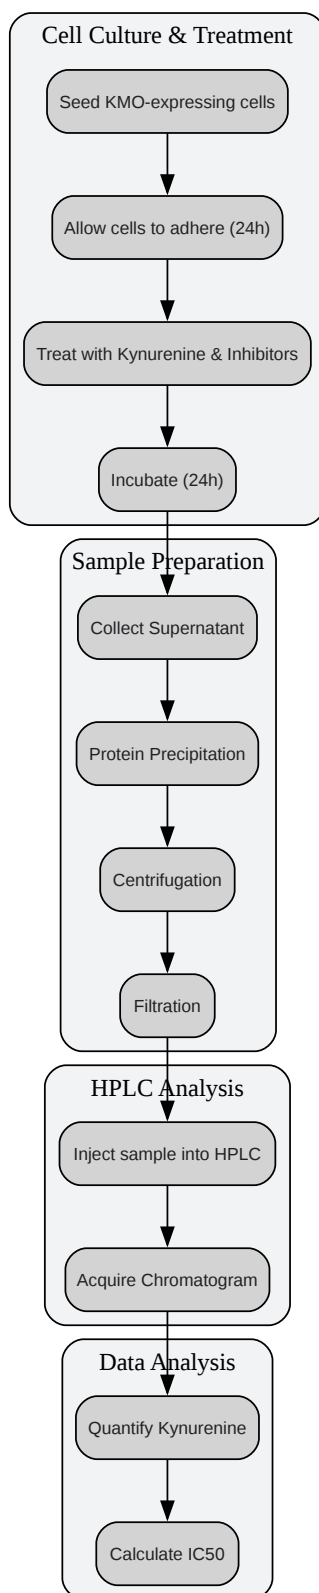 Cell Culture & Treatment
Seed KMO-expressing cells
Allow cells to adhere (24h)
Treat with Kynurenine & Inhibitors
Incubate (24h)
Sample Preparation
Collect Supernatant
Protein Precipitation
Centrifugation
Filtration
HPLC Analysis
Inject sample into HPLC
Acquire Chromatogram
Data Analysis
Quantify Kynurenine
Calculate IC50